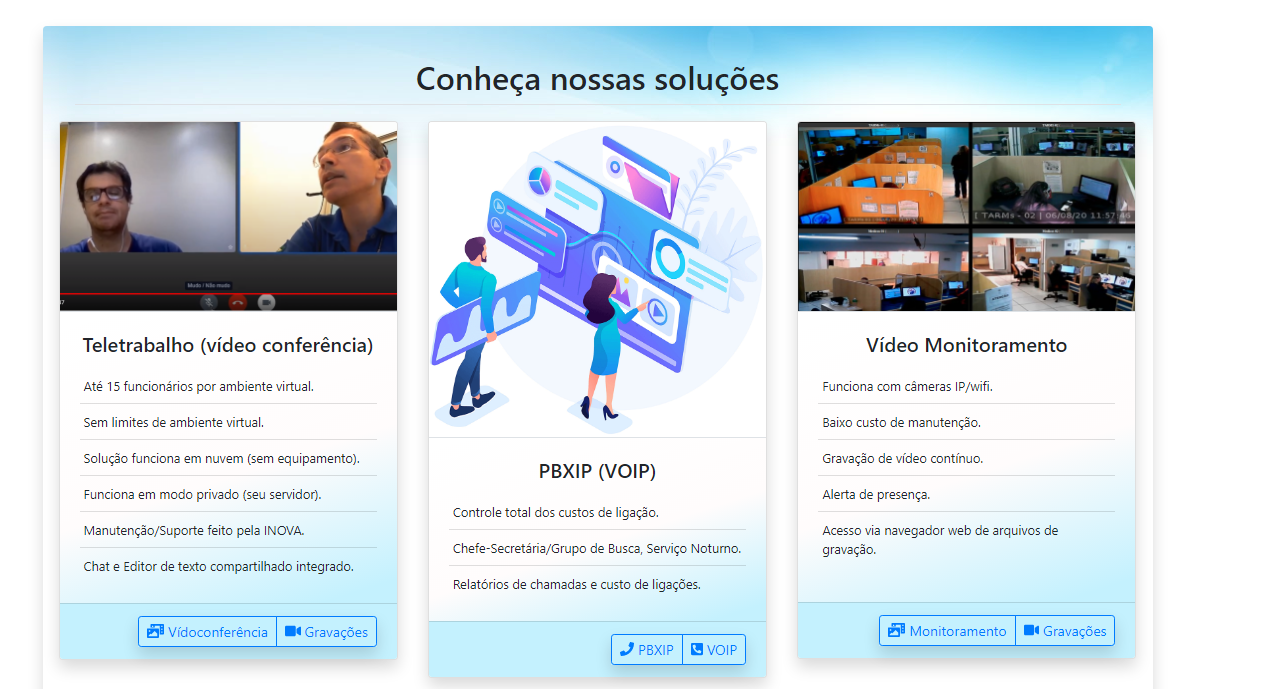 Conheça nossas soluções
Mudo / Não mudo
[ TARMs - 02 | 06/08/20 11:57:46
Teletrabalho (vídeo conferência)
Até 15 funcionários por ambiente virtual.
Sem limites de ambiente virtual.
Solução funciona em nuvem (sem equipamento).
Funciona em modo privado (seu servidor).
Manutenção/Suporte feito pela INOVA.
Chat e Editor de texto compartilhado integrado.
Vídoconferência
Gravações
PBXIP (VOIP)
Controle total dos custos de ligação.
Chefe-Secretária/Grupo de Busca, Serviço Noturno.
Relatórios de chamadas e custo de ligações.
PBXIP
VOIP
Vídeo Monitoramento
Funciona com câmeras IP/wifi.
Baixo custo de manutenção.
Gravação de vídeo contínuo.
Alerta de presença.
Acesso via navegador web de arquivos de
gravação.
Monitoramento
Gravações